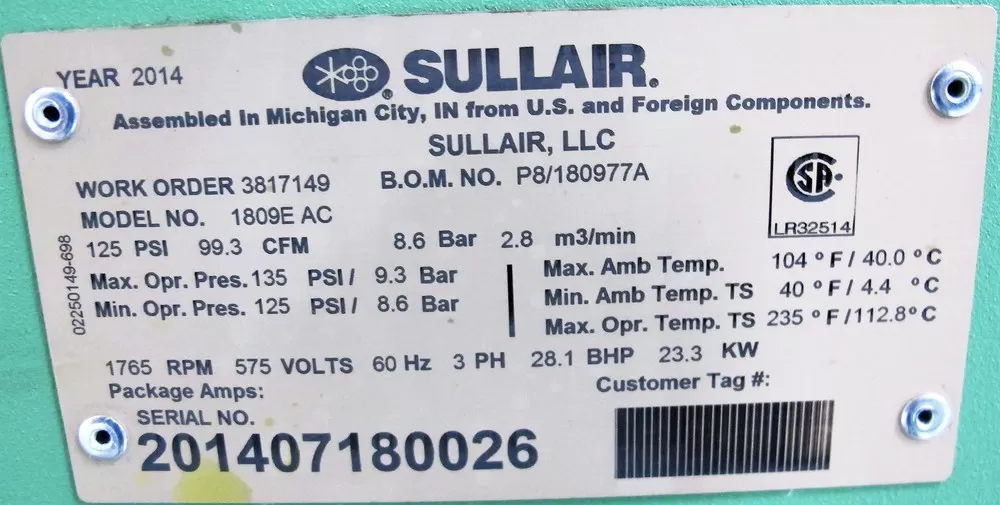 YEAR 2014
SULLAIR.
Assembled In Michigan City, IN from U.S. and Foreign Components.
SULLAIR, LLC
WORK ORDER 3817149 B.O.M. NO. P8/180977A
MODEL NO. 1809E AC
CSA
LR32514
125 PSI 99.3 CFM 8.6 Bar 2.8 m3/min
Max. Opr. Pres. 135 PSI / 9.3 Bar
Min. Opr. Pres. 125 PSI / 8.6 Bar
Max. Amb Temp. 104 °F / 40.0 °C
Min. Amb Temp. TS 40 °F / 4.4 °C
Max. Opr. Temp. TS 235 °F / 112.8°C
02250149-698
1765 RPM 575 VOLTS 60 Hz 3 PH 28.1 BHP 23.3 KW
Package Amps: Customer Tag #:
SERIAL NO.
201407180026